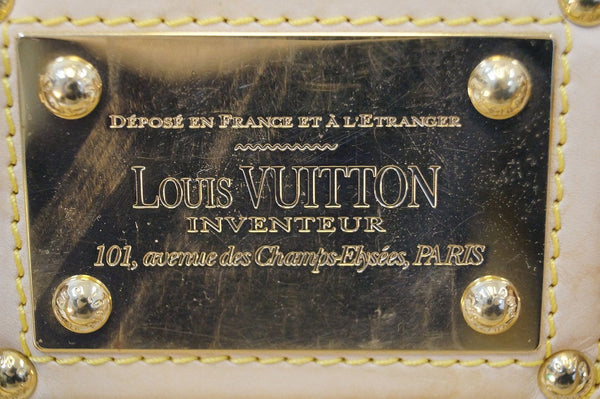 DÉPOSÉ EN FRANCE ET À L'ETRANGER
LOUIS VUITTON
INVENTEUR
101, avenue des Champs-Elysées, PARIS